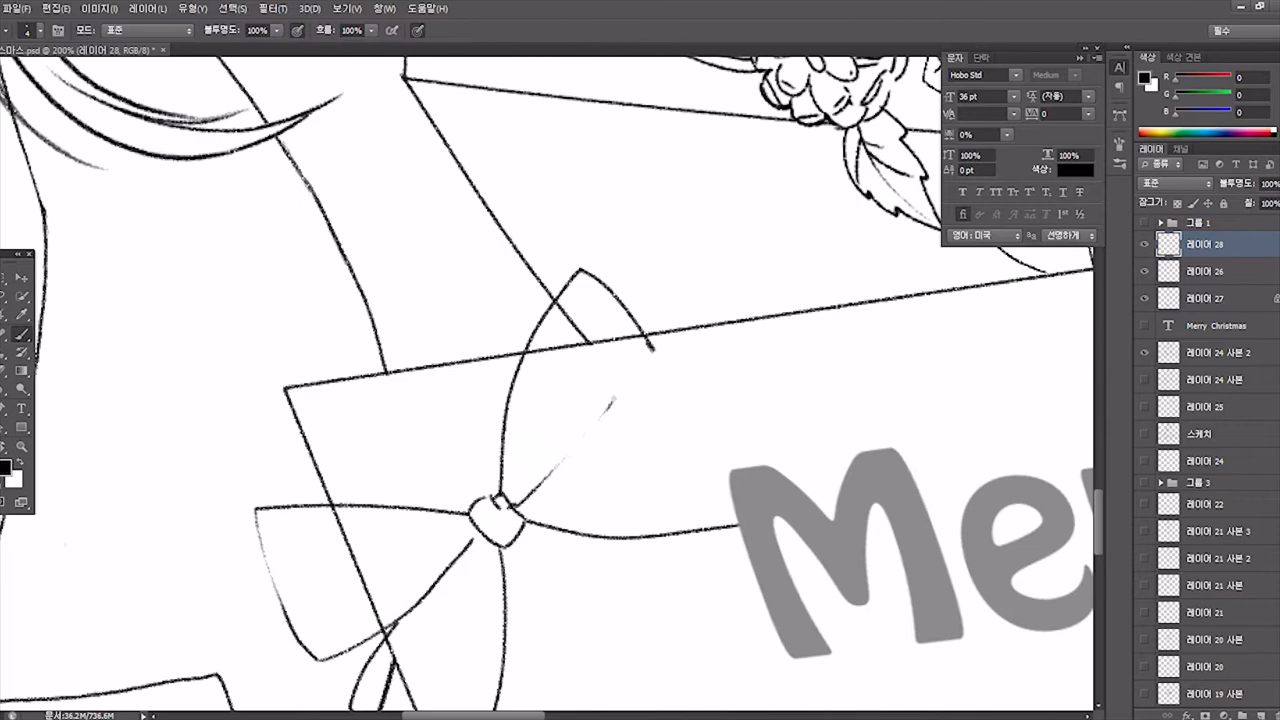 파일(F) 편집(E) 이미지(I) 레이어(L) 유형(Y) 선택(S) 필터(T) 3D(D) 보기(V) 창(W) 도움말(H)
4 모드: 표준 불투명도: 100% 흐름: 100% 필수
스마스.psd @ 200% (레이어 28, RGB/8) *
문자 단락
Hobo Std Medium
36 pt (자동)
0
0%
100% 100%
0 pt 색상:
영어: 미국 선명하게
색상 색상 견본
R 0
G 0
B 0
레이어 채널
종류
표준 불투명도: 100%
잠그기: 칠: 100%
그룹 1
레이어 28
레이어 26
레이어 27
Merry Christmas
레이어 24 사본 2
레이어 24 사본
레이어 25
스케치
레이어 24
그룹 3
레이어 22
레이어 21 사본 3
레이어 21 사본 2
레이어 21 사본
레이어 21
레이어 20 사본
레이어 20
레이어 19 사본
Me
문서:36.2M/736.6M